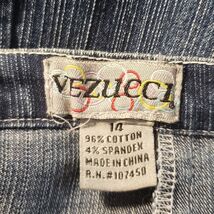 VEZUCCI
14
96% COTTON
4% SPANDEX
MADE IN CHINA
R.N.#107450